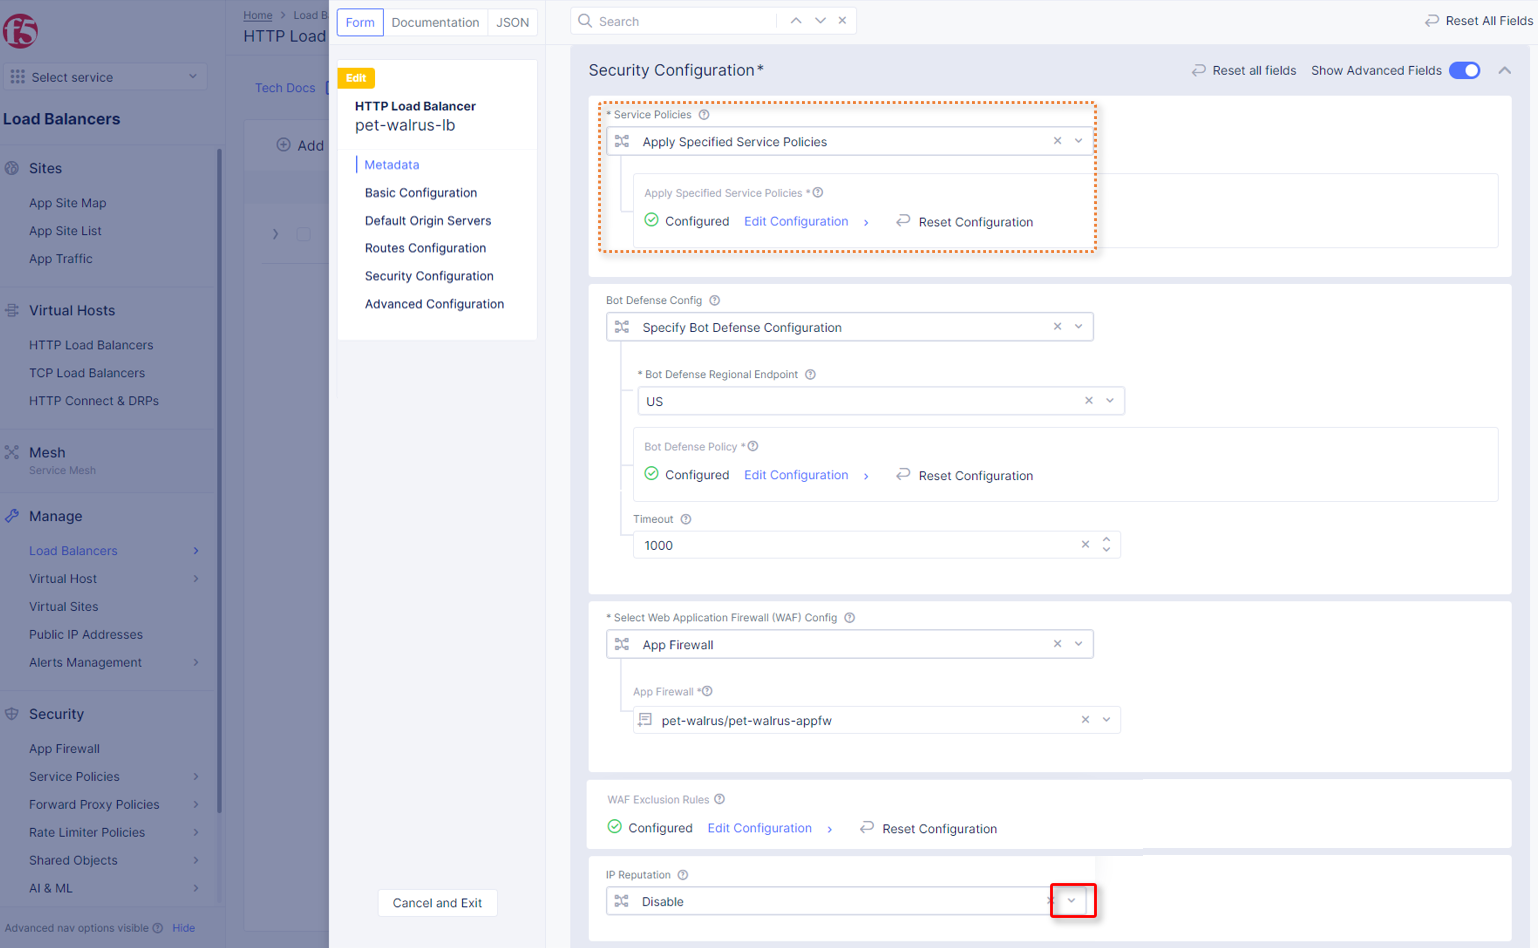 f5
Select service
Load Balancers
Sites
App Site Map
App Site List
App Traffic
Virtual Hosts
HTTP Load Balancers
TCP Load Balancers
HTTP Connect & DRPs
Mesh
Service Mesh
Manage
Load Balancers
Virtual Host
Virtual Sites
Public IP Addresses
Alerts Management
Security
App Firewall
Service Policies
Forward Proxy Policies
Rate Limiter Policies
Shared Objects
AI & ML
Advanced nav options visible Hide
Home > Load B
HTTP Load
Tech Docs
Add
Form Documentation JSON
Edit
HTTP Load Balancer
pet-walrus-lb
Metadata
Basic Configuration
Default Origin Servers
Routes Configuration
Security Configuration
Advanced Configuration
Cancel and Exit
Search
Reset All Fields
Security Configuration*
Reset all fields Show Advanced Fields
* Service Policies
Apply Specified Service Policies
Apply Specified Service Policies *
Configured Edit Configuration > Reset Configuration
Bot Defense Config
Specify Bot Defense Configuration
* Bot Defense Regional Endpoint
US
Bot Defense Policy *
Configured Edit Configuration > Reset Configuration
Timeout
1000
* Select Web Application Firewall (WAF) Config
App Firewall
App Firewall *
pet-walrus/pet-walrus-appfw
WAF Exclusion Rules
Configured Edit Configuration > Reset Configuration
IP Reputation
Disable